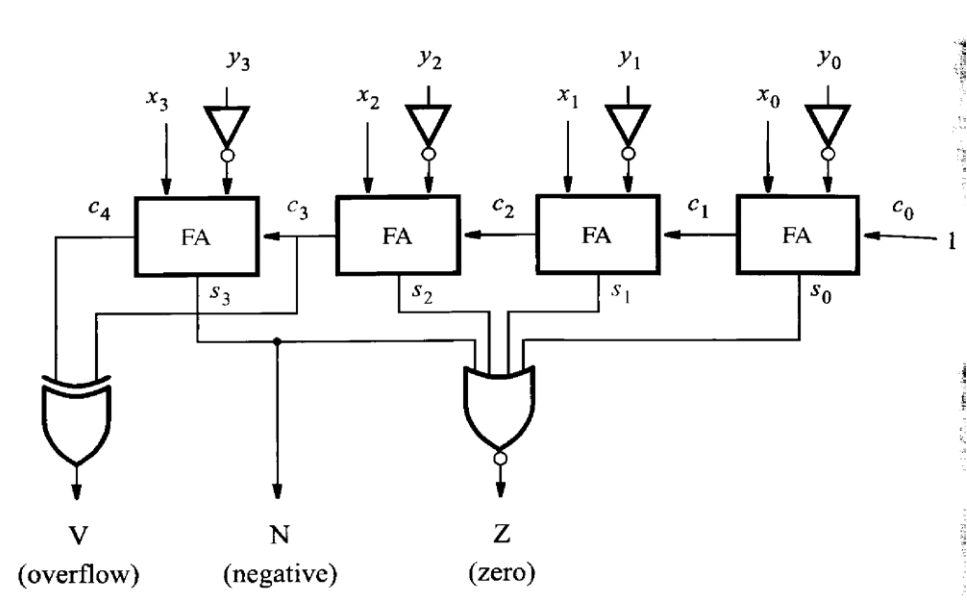 y₃ y₂ y₁ y₀
x₃ x₂ x₁ x₀
c₄ c₃ c₂ c₁ c₀
FA FA FA FA 1
s₃ s₂ s₁ s₀
V N Z
(overflow) (negative) (zero)